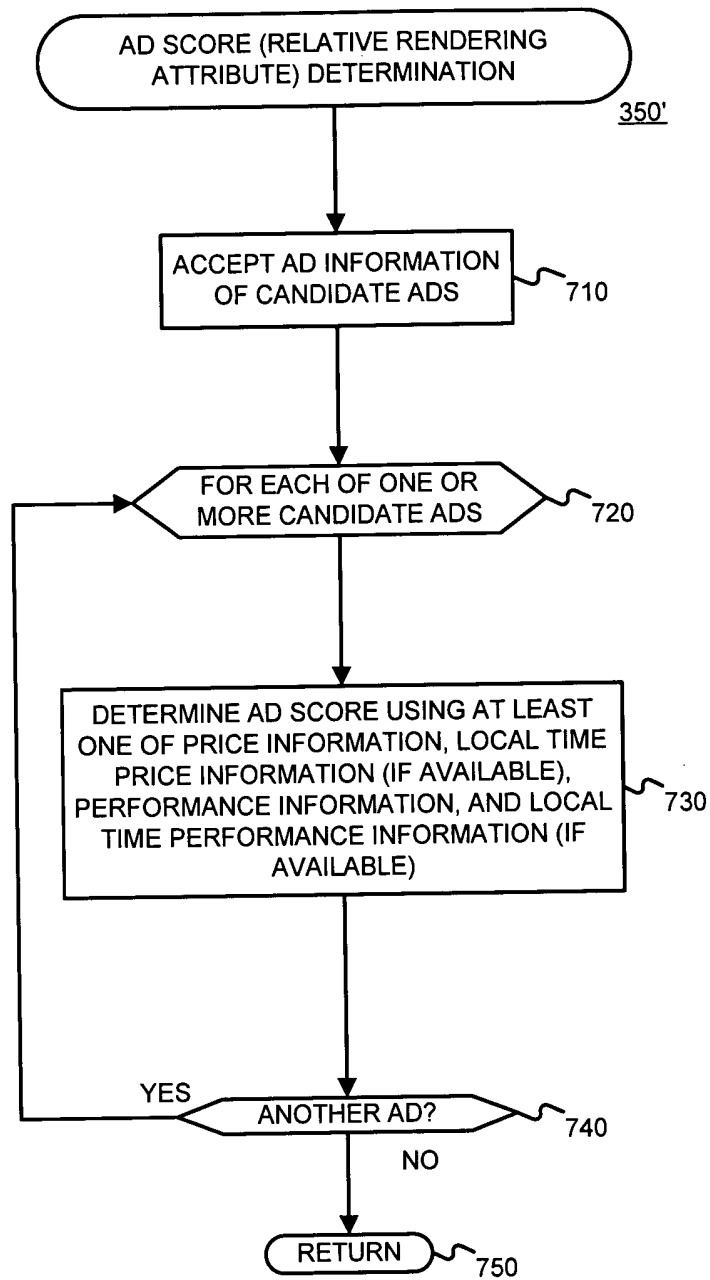 AD SCORE (RELATIVE RENDERING
ATTRIBUTE) DETERMINATION
350'
ACCEPT AD INFORMATION
OF CANDIDATE ADS
710
FOR EACH OF ONE OR
MORE CANDIDATE ADS
720
DETERMINE AD SCORE USING AT LEAST
ONE OF PRICE INFORMATION, LOCAL TIME
PRICE INFORMATION (IF AVAILABLE),
PERFORMANCE INFORMATION, AND LOCAL
TIME PERFORMANCE INFORMATION (IF
AVAILABLE)
730
YES
ANOTHER AD?
740
NO
RETURN
750